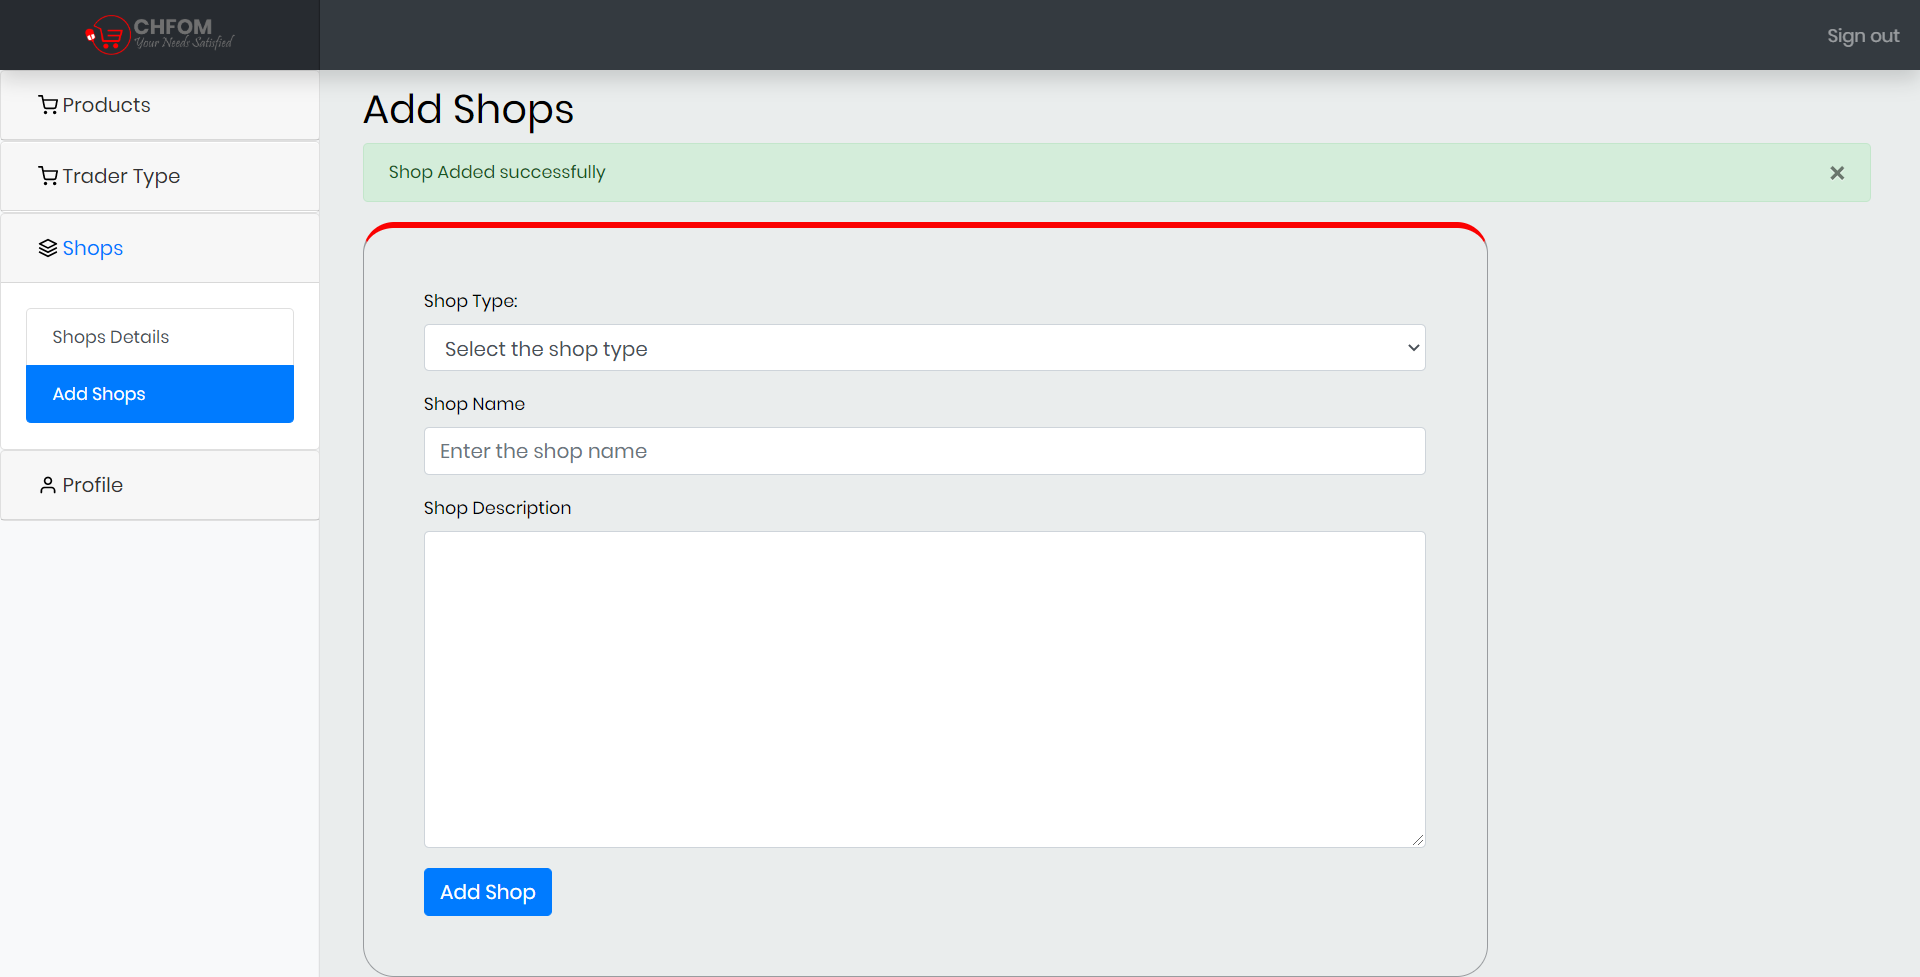 CHFOM
Your Needs Satisfied
Sign out
Products
Trader Type
Shops
Shops Details
Add Shops
Profile
Add Shops
Shop Added successfully
×
Shop Type:
Select the shop type
Shop Name
Enter the shop name
Shop Description
Add Shop